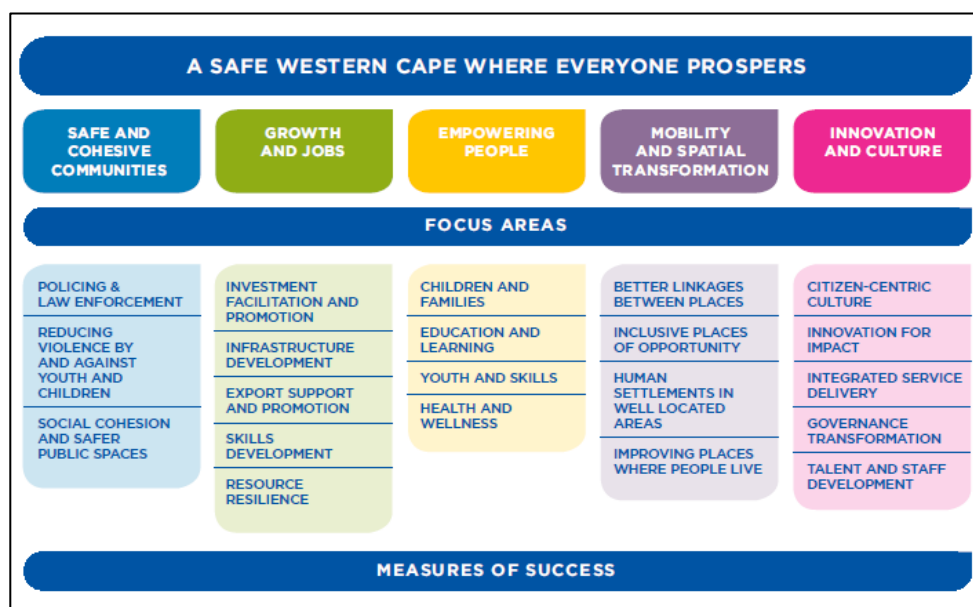 A SAFE WESTERN CAPE WHERE EVERYONE PROSPERS
SAFE AND
COHESIVE
COMMUNITIES
GROWTH
AND JOBS
EMPOWERING
PEOPLE
MOBILITY
AND SPATIAL
TRANSFORMATION
INNOVATION
AND CULTURE
FOCUS AREAS
POLICING &
LAW ENFORCEMENT
REDUCING
VIOLENCE BY
AND AGAINST
YOUTH AND
CHILDREN
SOCIAL COHESION
AND SAFER
PUBLIC SPACES
INVESTMENT
FACILITATION AND
PROMOTION
INFRASTRUCTURE
DEVELOPMENT
EXPORT SUPPORT
AND PROMOTION
SKILLS
DEVELOPMENT
RESOURCE
RESILIENCE
CHILDREN AND
FAMILIES
EDUCATION AND
LEARNING
YOUTH AND SKILLS
HEALTH AND
WELLNESS
BETTER LINKAGES
BETWEEN PLACES
INCLUSIVE PLACES
OF OPPORTUNITY
HUMAN
SETTLEMENTS IN
WELL LOCATED
AREAS
IMPROVING PLACES
WHERE PEOPLE LIVE
CITIZEN-CENTRIC
CULTURE
INNOVATION FOR
IMPACT
INTEGRATED SERVICE
DELIVERY
GOVERNANCE
TRANSFORMATION
TALENT AND STAFF
DEVELOPMENT
MEASURES OF SUCCESS